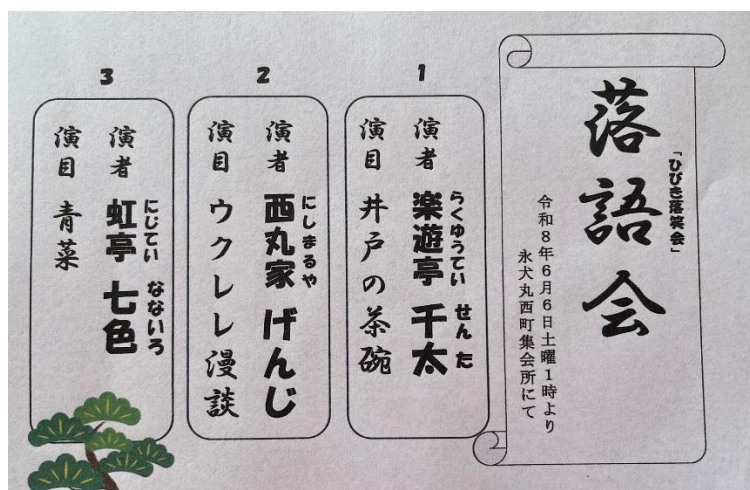 「ひびき落笑会」
落語会
令和8年6月6日土曜1時より
永犬丸西町集会所にて
1
演者 楽遊亭 千太
らくゆうてい せんた
演目 井戸の茶碗
2
演者 西丸家 げんじ
にしまるや
演目 ウクレレ漫談
3
演者 虹亭 七色
にじてい なないろ
演目 青菜